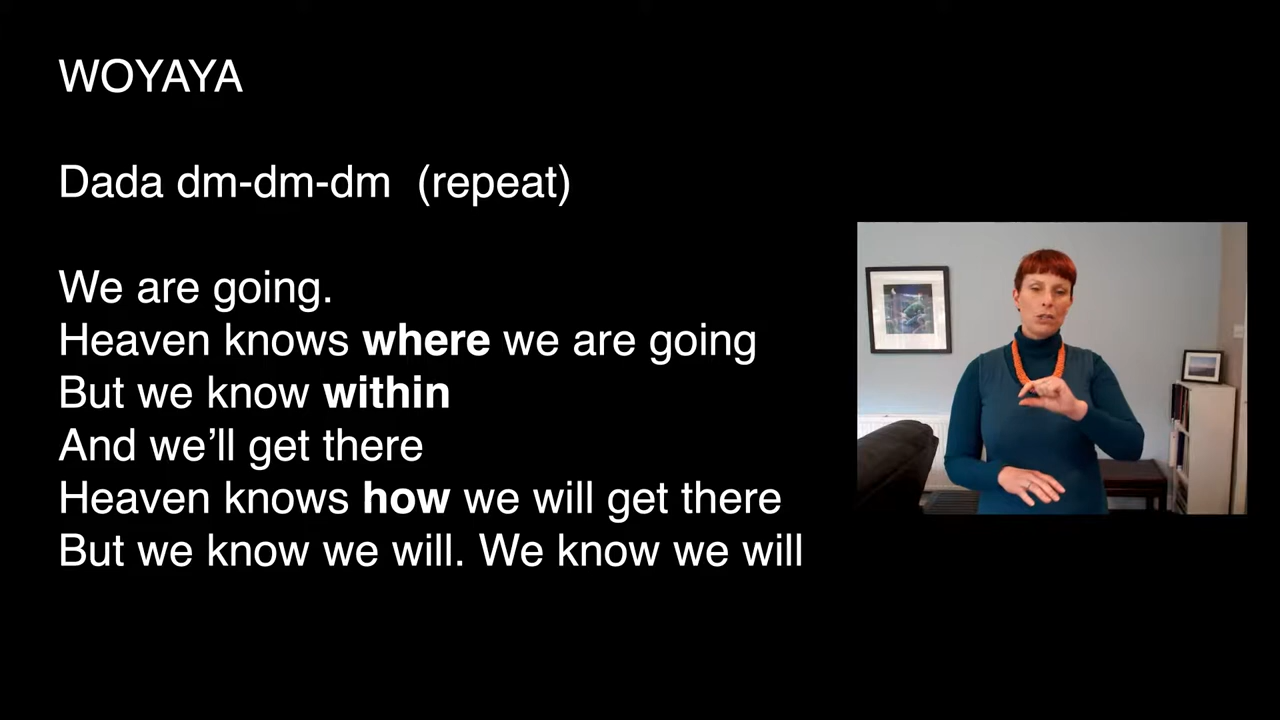 WOYAYA
Dada dm-dm-dm (repeat)
We are going.
Heaven knows where we are going
But we know within
And we’ll get there
Heaven knows how we will get there
But we know we will. We know we will